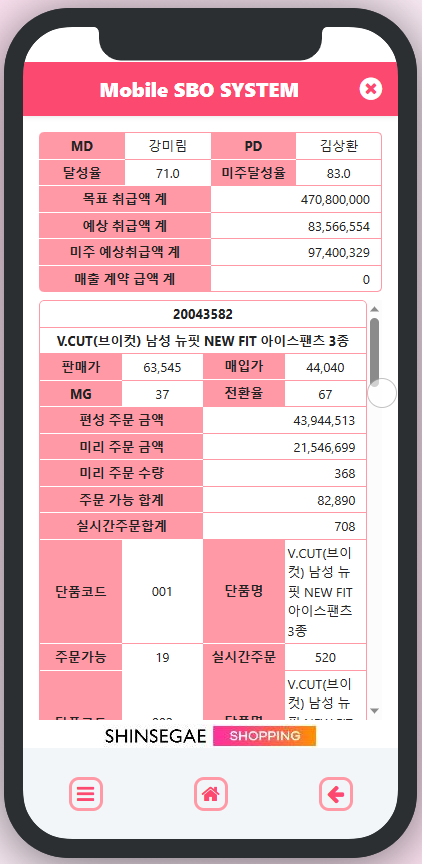 Mobile SBO SYSTEM
MD 강미림 PD 김상환
달성율 71.0 미주달성율 83.0
목표 취급액 계 470,800,000
예상 취급액 계 83,566,554
미주 예상취급액 계 97,400,329
매출 계약 급액 계 0
20043582
V.CUT(브이컷) 남성 뉴핏 NEW FIT 아이스팬츠 3종
판매가 63,545 매입가 44,040
MG 37 전환율 67
편성 주문 금액 43,944,513
미리 주문 금액 21,546,699
미리 주문 수량 368
주문 가능 합계 82,890
실시간주문합계 708
단품코드 001 단품명
V.CUT(브이
컷) 남성 뉴
핏 NEW FIT
아이스팬츠
3종
주문가능 19 실시간주문 520
V.CUT(브이
컷) 남성 뉴
SHINSEGAE SHOPPING